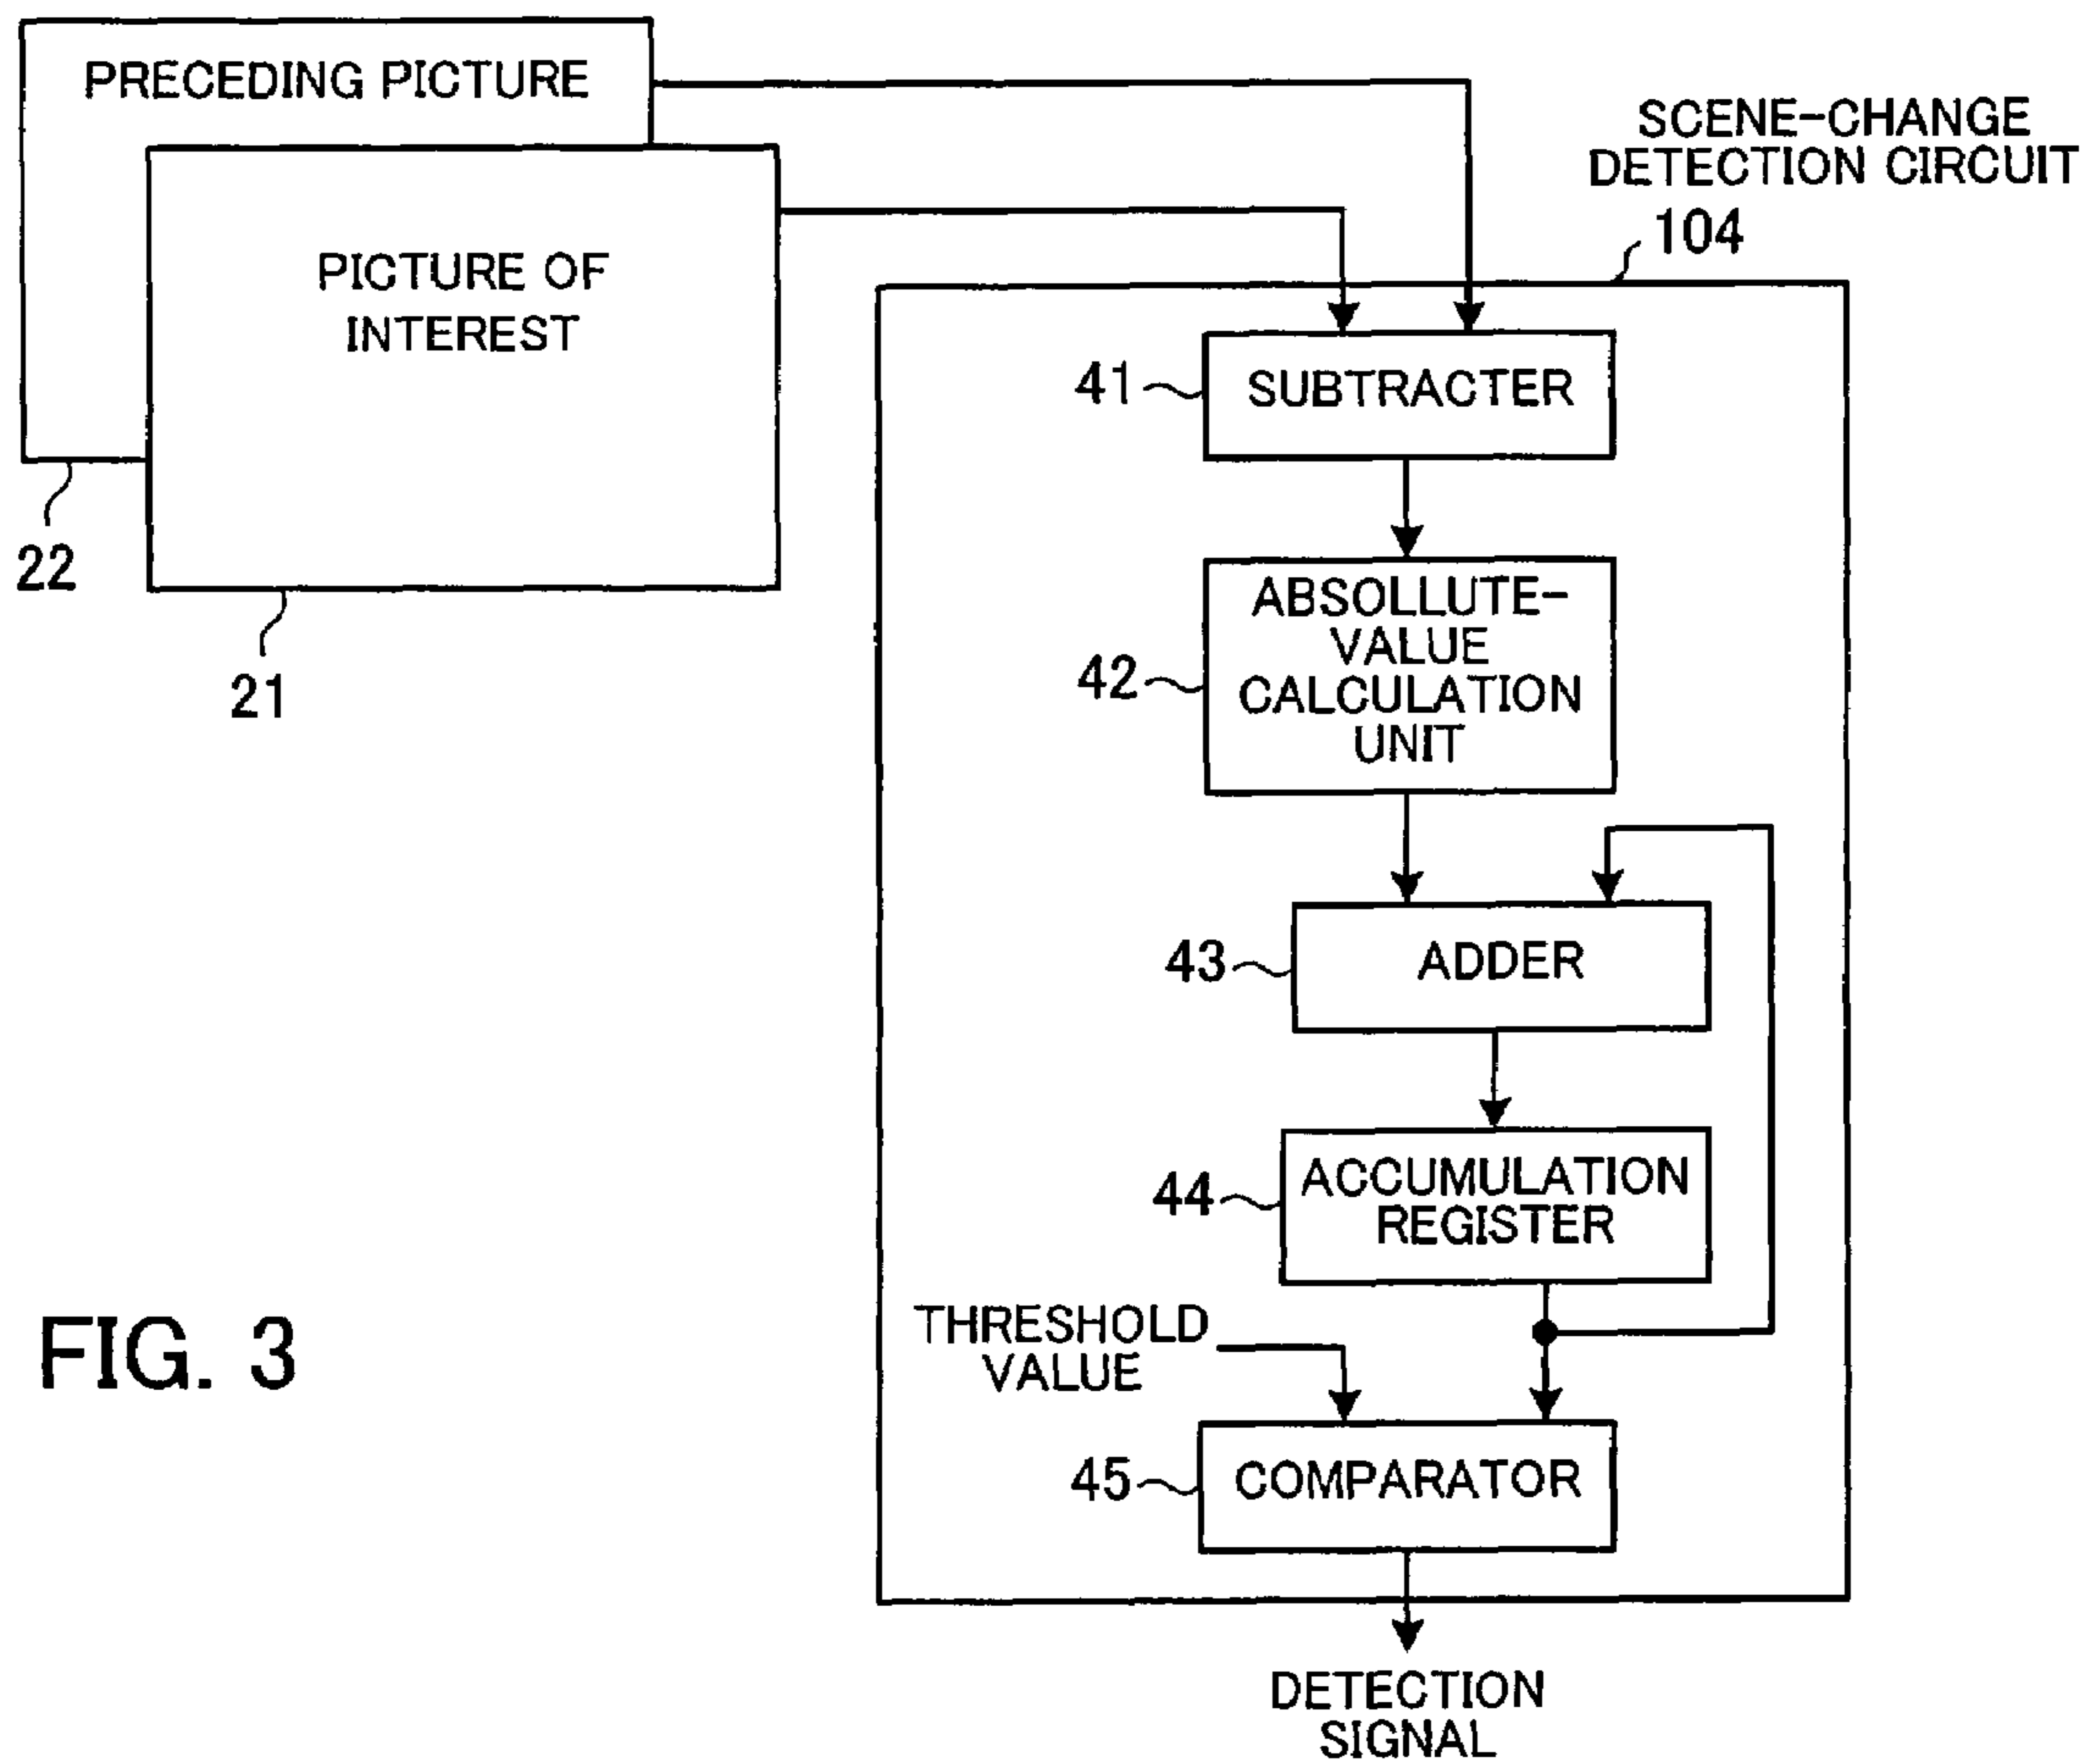 PRECEDING PICTURE
SCENE-CHANGE
DETECTION CIRCUIT
104
PICTURE OF
INTEREST
41
SUBTRACTER
22
21
42
ABSOLLUTE-
VALUE
CALCULATION
UNIT
43
ADDER
44
ACCUMULATION
REGISTER
THRESHOLD
VALUE
FIG. 3
45
COMPARATOR
DETECTION
SIGNAL